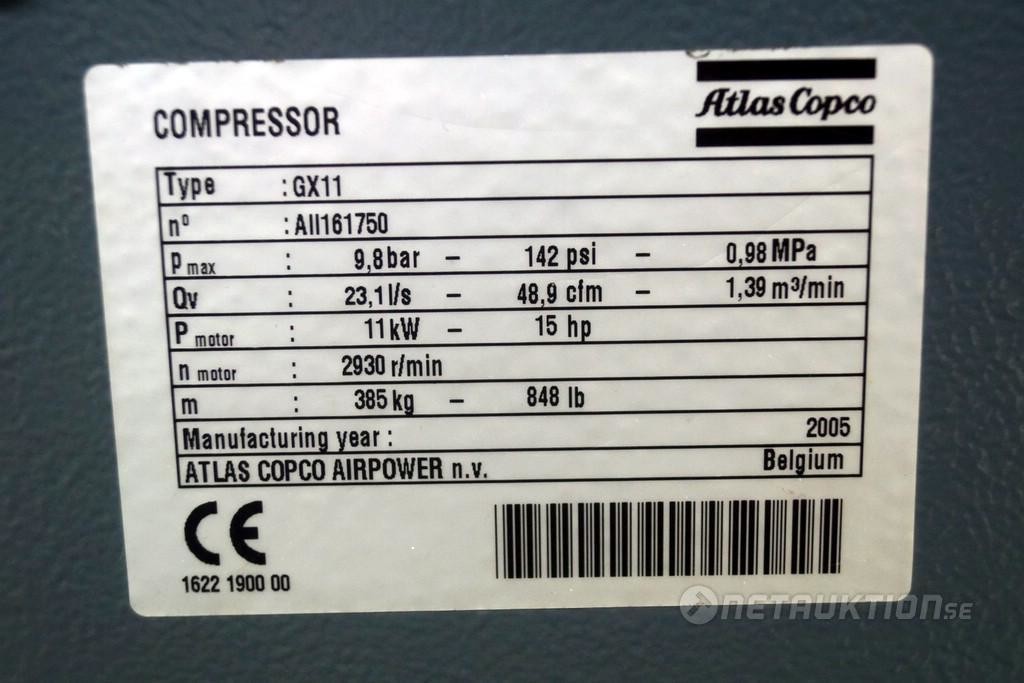 Atlas Copco
COMPRESSOR
Type : GX11
nº : AII161750
P max : 9,8 bar – 142 psi – 0,98 MPa
Qv : 23,1 l/s – 48,9 cfm – 1,39 m³/min
P motor : 11 kW – 15 hp
n motor : 2930 r/min
m : 385 kg – 848 lb
Manufacturing year : 2005
ATLAS COPCO AIRPOWER n.v. Belgium
CE
1622 1900 00
NETAUKTION.SE